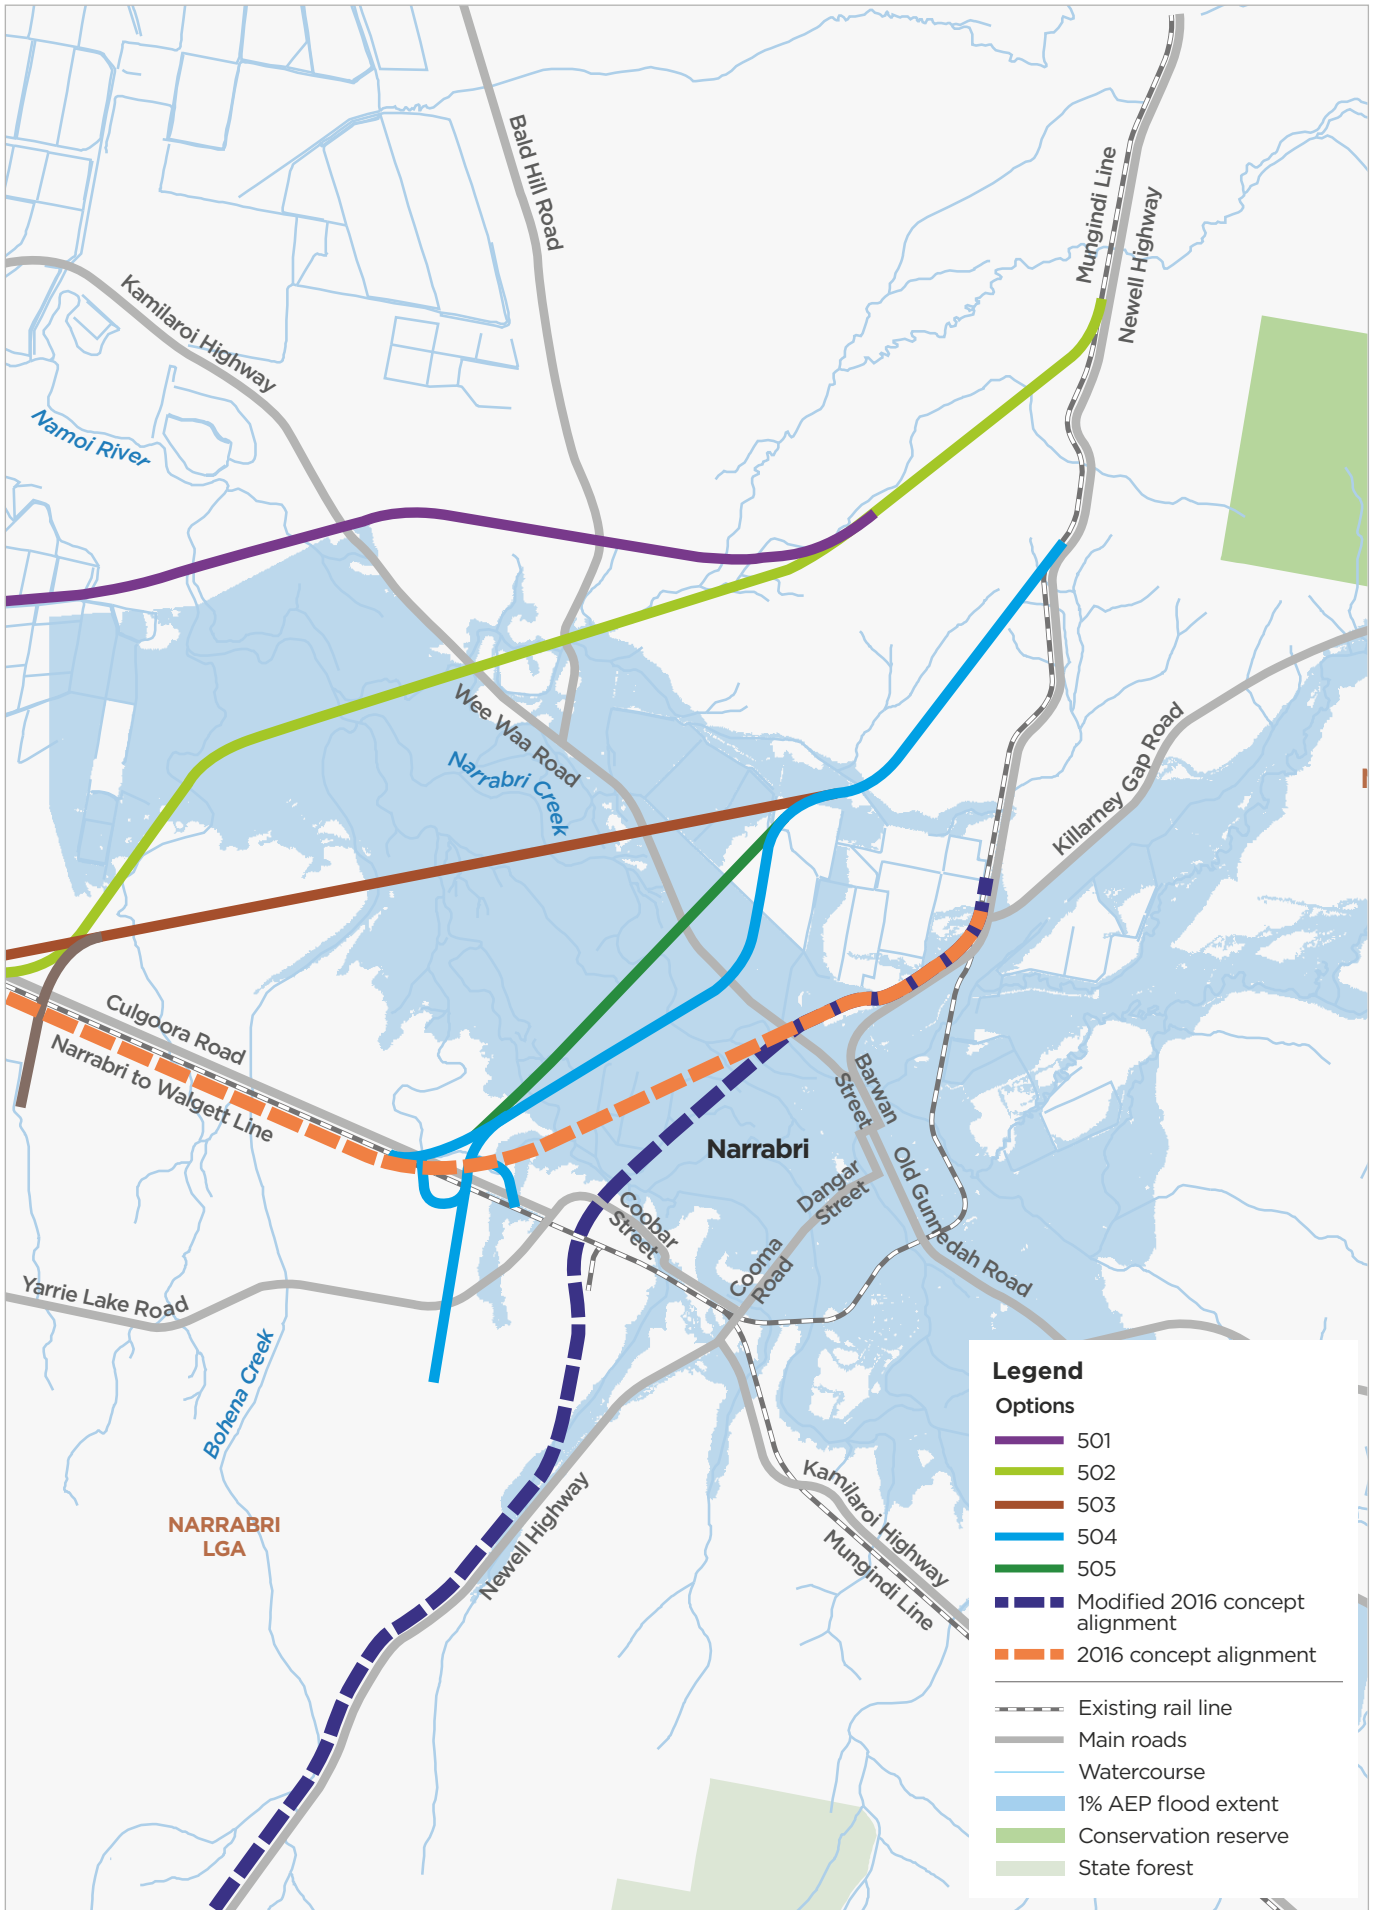 Bald Hill Road
Mungindi Line
Newell Highway
Kamilaroi Highway
Namoi River
Wee Waa Road
Narrabri Creek
Killarney Gap Road
Culgoora Road
Narrabri to Walgett Line
Barwan
Street
Narrabri
Old Gunnedah Road
Dangar
Street
Coobar
Street
Cooma
Road
Yarrie Lake Road
Bohena Creek
NARRABRI
LGA
Newell Highway
Kamilaroi Highway
Mungindi Line
Legend
Options
501
502
503
504
505
Modified 2016 concept
alignment
2016 concept alignment
Existing rail line
Main roads
Watercourse
1% AEP flood extent
Conservation reserve
State forest